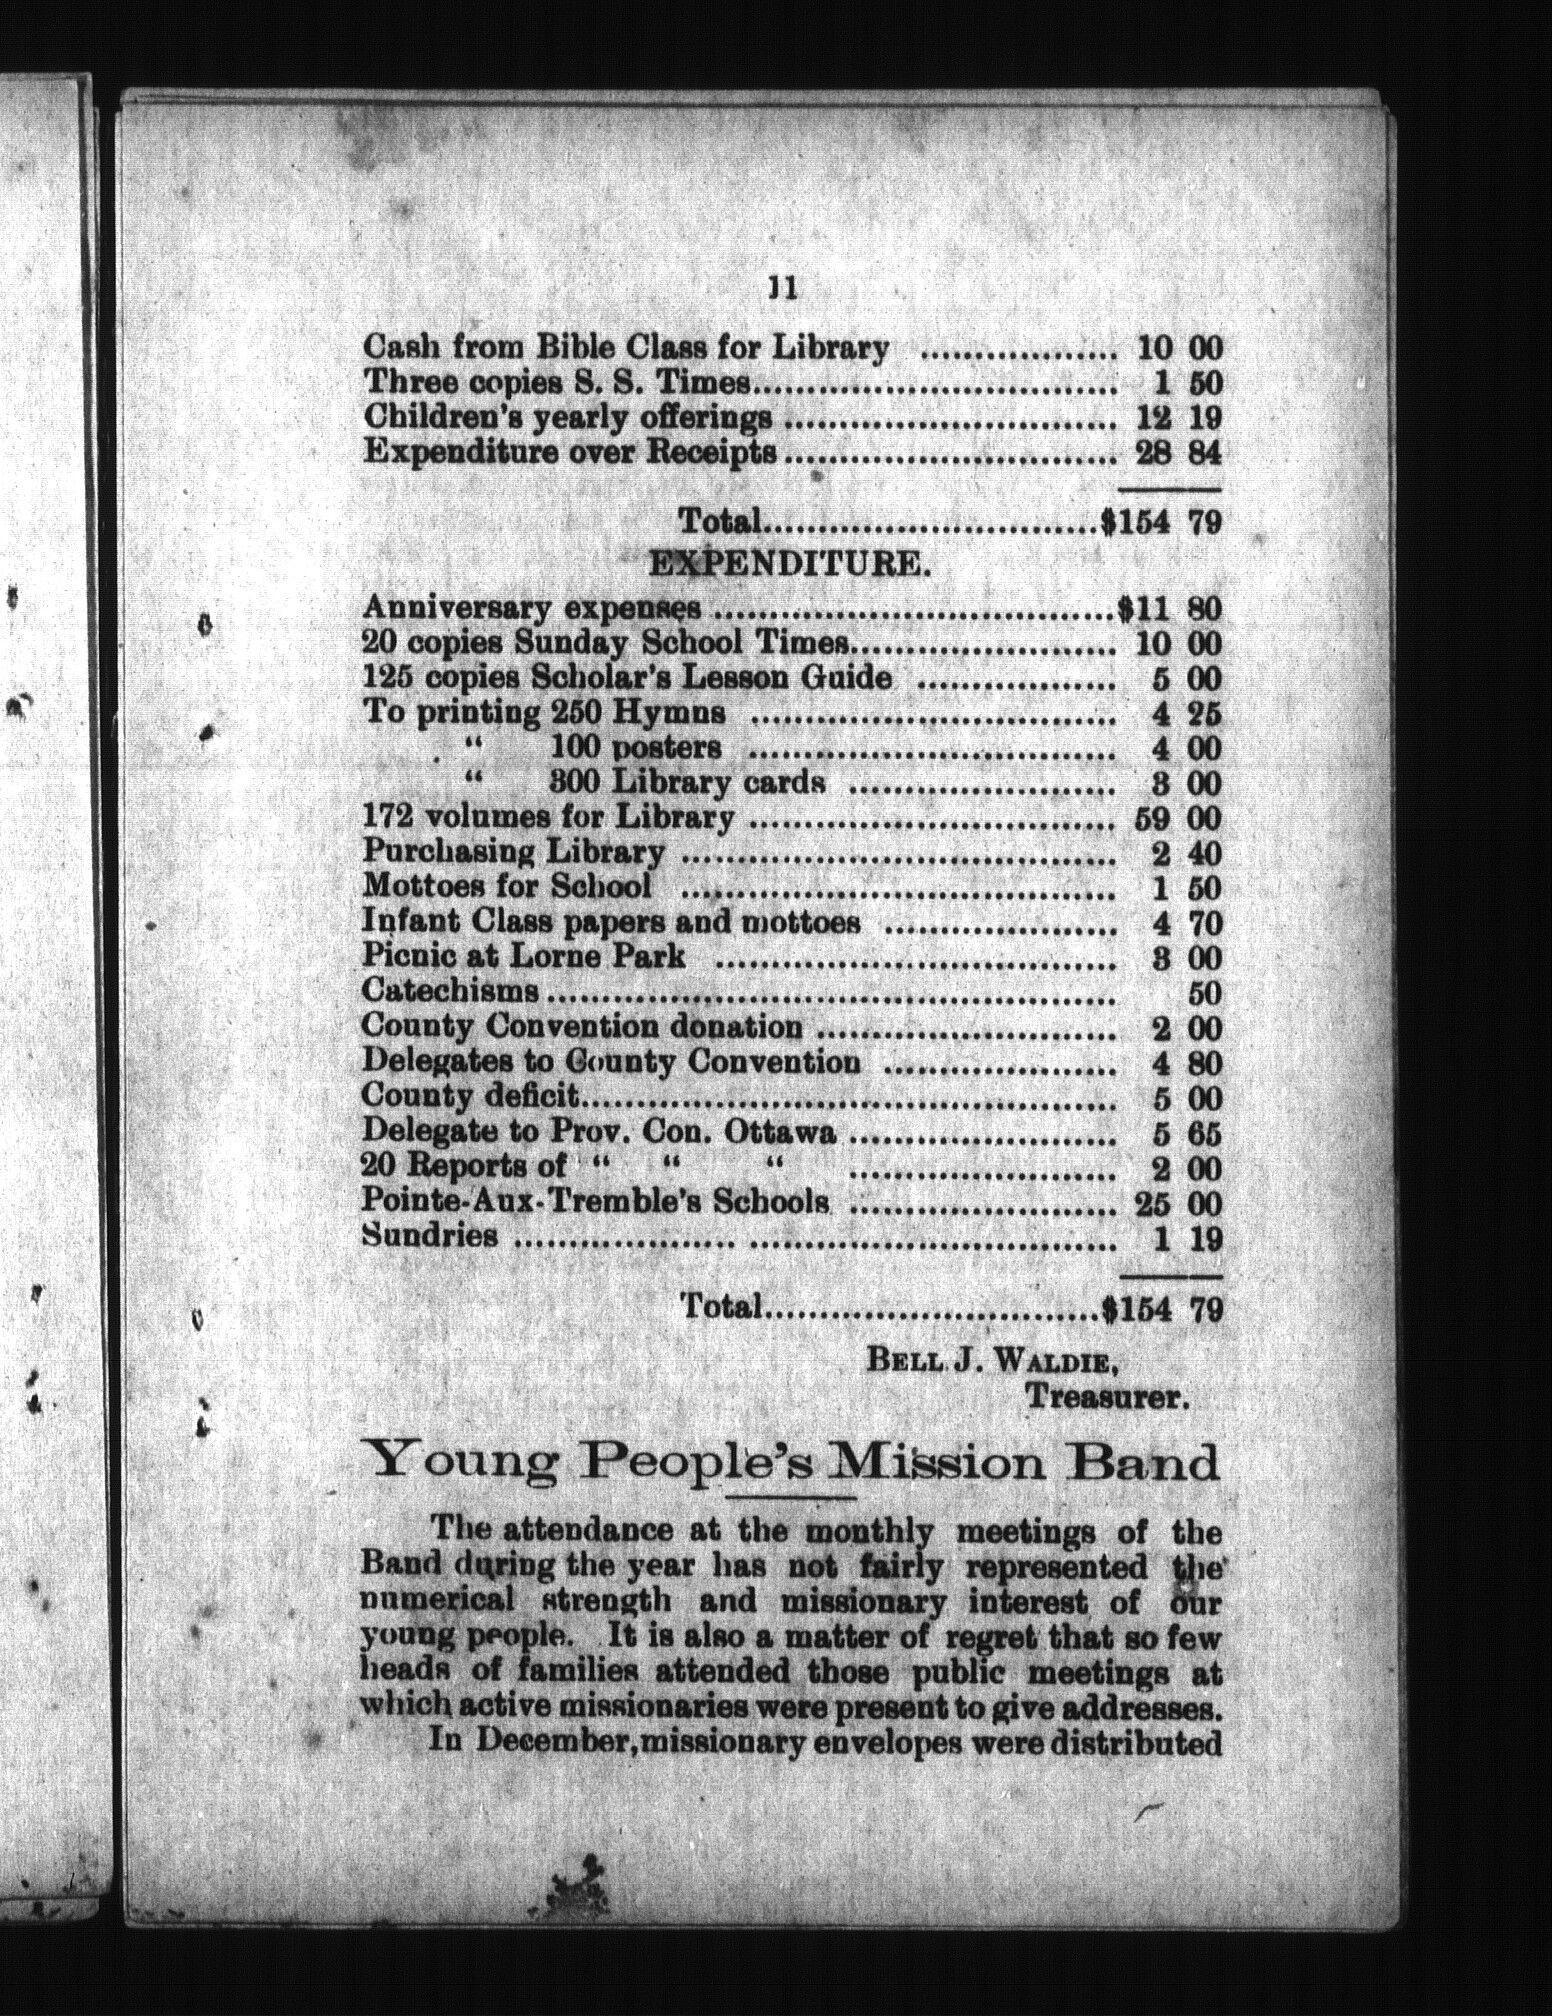 11
Cash from Bible Class for Library .................. 10 00
Three copies S. S. Times................................. 1 50
Children's yearly offerings .............................. 12 19
Expenditure over Receipts .............................. 28 84
Total..............................$154 79
EXPENDITURE.
Anniversary expenses ....................................$11 80
20 copies Sunday School Times........................ 10 00
125 copies Scholar's Lesson Guide .................. 5 00
To printing 250 Hymns ................................. 4 25
“ 100 posters ................................. 4 00
“ 300 Library cards ........................ 3 00
172 volumes for Library ................................. 59 00
Purchasing Library ....................................... 2 40
Mottoes for School ....................................... 1 50
Infant Class papers and mottoes ..................... 4 70
Picnic at Lorne Park .................................... 3 00
Catechisms ................................................... 50
County Convention donation ........................... 2 00
Delegates to County Convention ..................... 4 80
County deficit................................................ 5 00
Delegate to Prov. Con. Ottawa ........................ 5 65
20 Reports of “ “ “ ........................ 2 00
Pointe-Aux-Tremble's Schools ........................ 25 00
Sundries .................... ................................. 1 19
Total..............................$154 79
BELL J. WALDIE,
Treasurer.
Young People's Mission Band
The attendance at the monthly meetings of the
Band during the year has not fairly represented the
numerical strength and missionary interest of our
young people. It is also a matter of regret that so few
heads of families attended those public meetings at
which active missionaries were present to give addresses.
In December, missionary envelopes were distributed